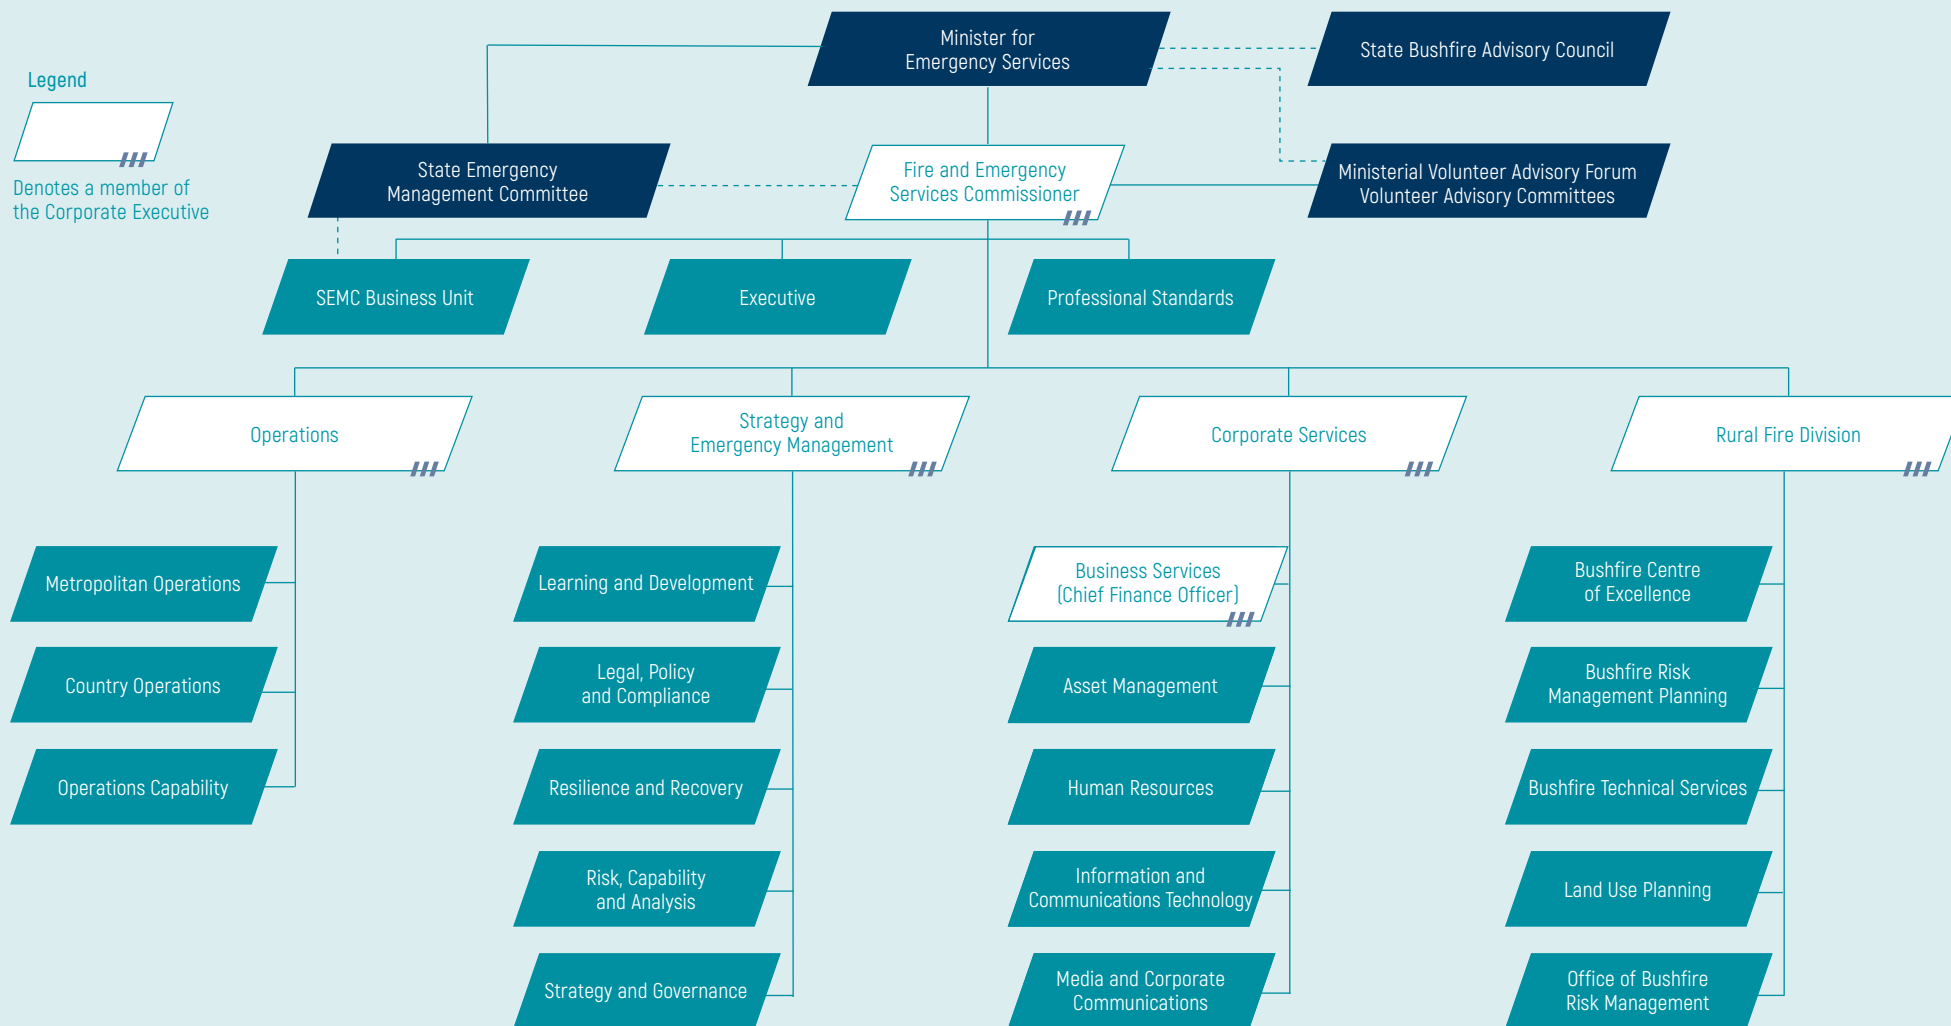 Minister for
Emergency Services
State Bushfire Advisory Council
Legend
Denotes a member of
the Corporate Executive
State Emergency
Management Committee
Fire and Emergency
Services Commissioner
Ministerial Volunteer Advisory Forum
Volunteer Advisory Committees
SEMC Business Unit
Executive
Professional Standards
Operations
Strategy and
Emergency Management
Corporate Services
Rural Fire Division
Metropolitan Operations
Country Operations
Operations Capability
Learning and Development
Legal, Policy
and Compliance
Resilience and Recovery
Risk, Capability
and Analysis
Strategy and Governance
Business Services
(Chief Finance Officer)
Asset Management
Human Resources
Information and
Communications Technology
Media and Corporate
Communications
Bushfire Centre
of Excellence
Bushfire Risk
Management Planning
Bushfire Technical Services
Land Use Planning
Office of Bushfire
Risk Management